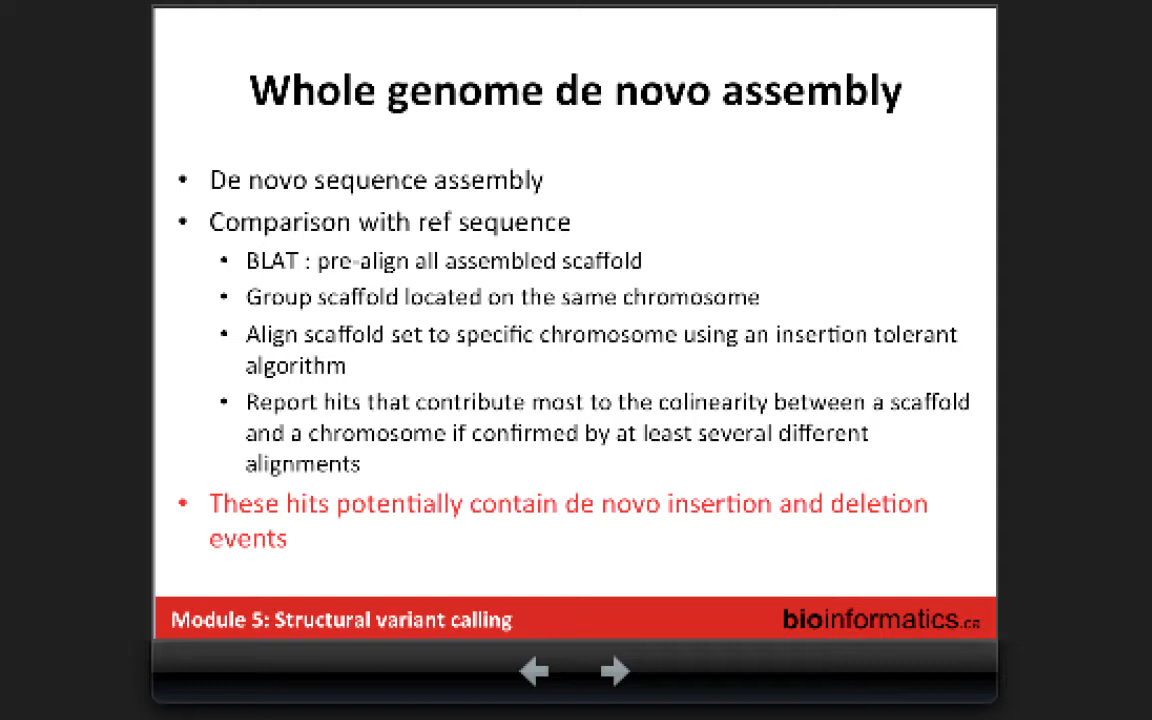 Whole genome de novo assembly
• De novo sequence assembly
• Comparison with ref sequence
• BLAT : pre-align all assembled scaffold
• Group scaffold located on the same chromosome
• Align scaffold set to specific chromosome using an insertion tolerant
algorithm
• Report hits that contribute most to the colinearity between a scaffold
and a chromosome if confirmed by at least several different
alignments
• These hits potentially contain de novo insertion and deletion
events
Module 5: Structural variant calling
bioinformatics.ca